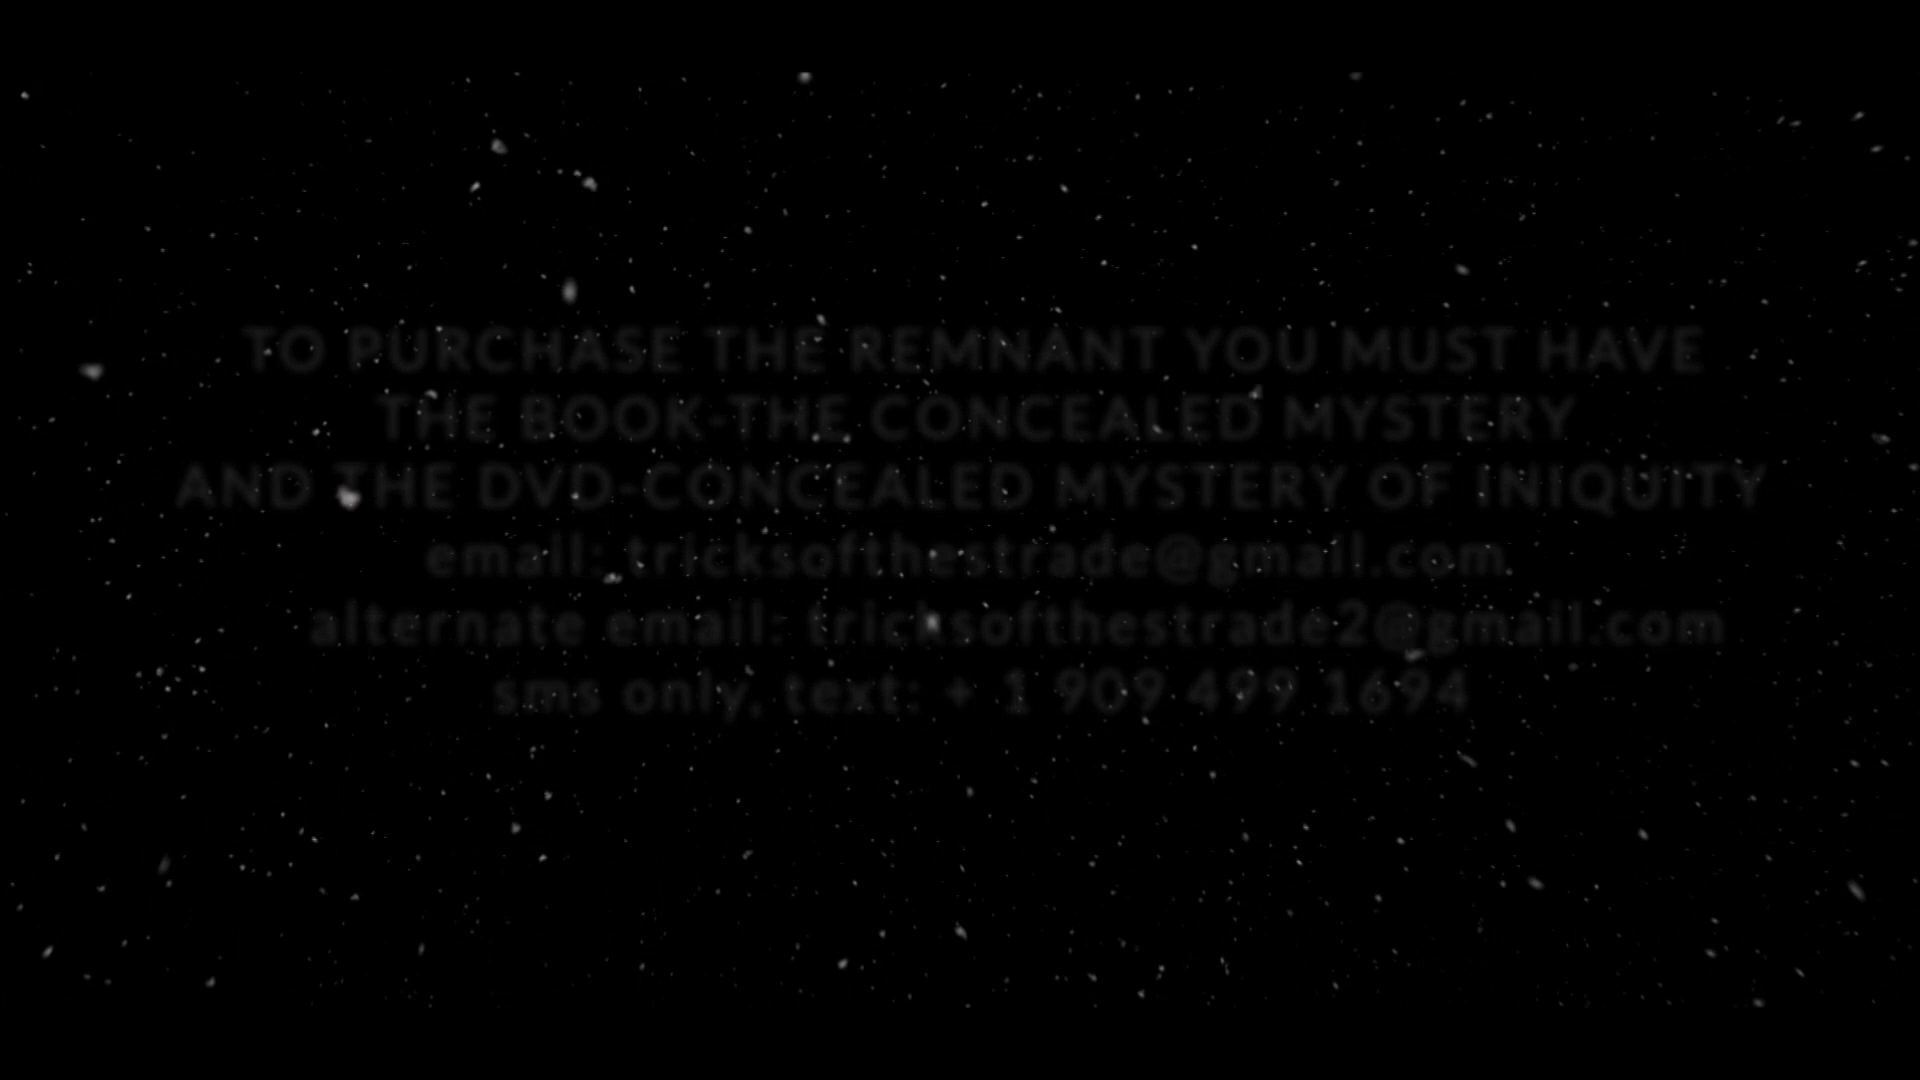 TO PURCHASE THE REMNANT YOU MUST HAVE
THE BOOK-THE CONCEALED MYSTERY
AND THE DVD-CONCEALED MYSTERY OF INIQUITY
email: tricksofthestrade@gmail.com
alternate email: tricksofthestrade2@gmail.com
sms only, text: + 1 909 499 1694